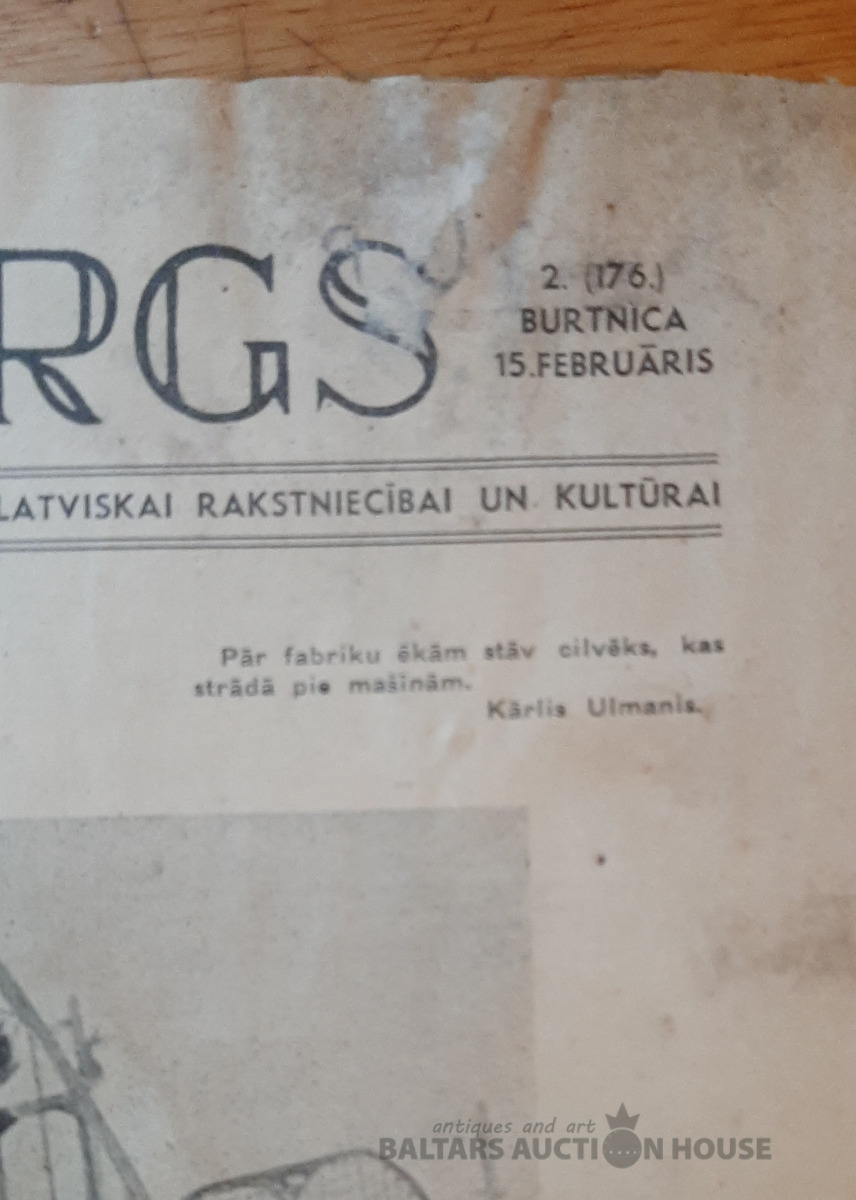 RGS
2. (176.)
BURTNĪCA
15.FEBRUĀRIS
LATVISKAI RAKSTNIECĪBAI UN KULTŪRAI
Pār fabriku ēkām stāv cilvēks, kas
strādā pie mašīnām.
Kārlis Ulmanis.
antiques and art
BALTARS AUCTION HOUSE